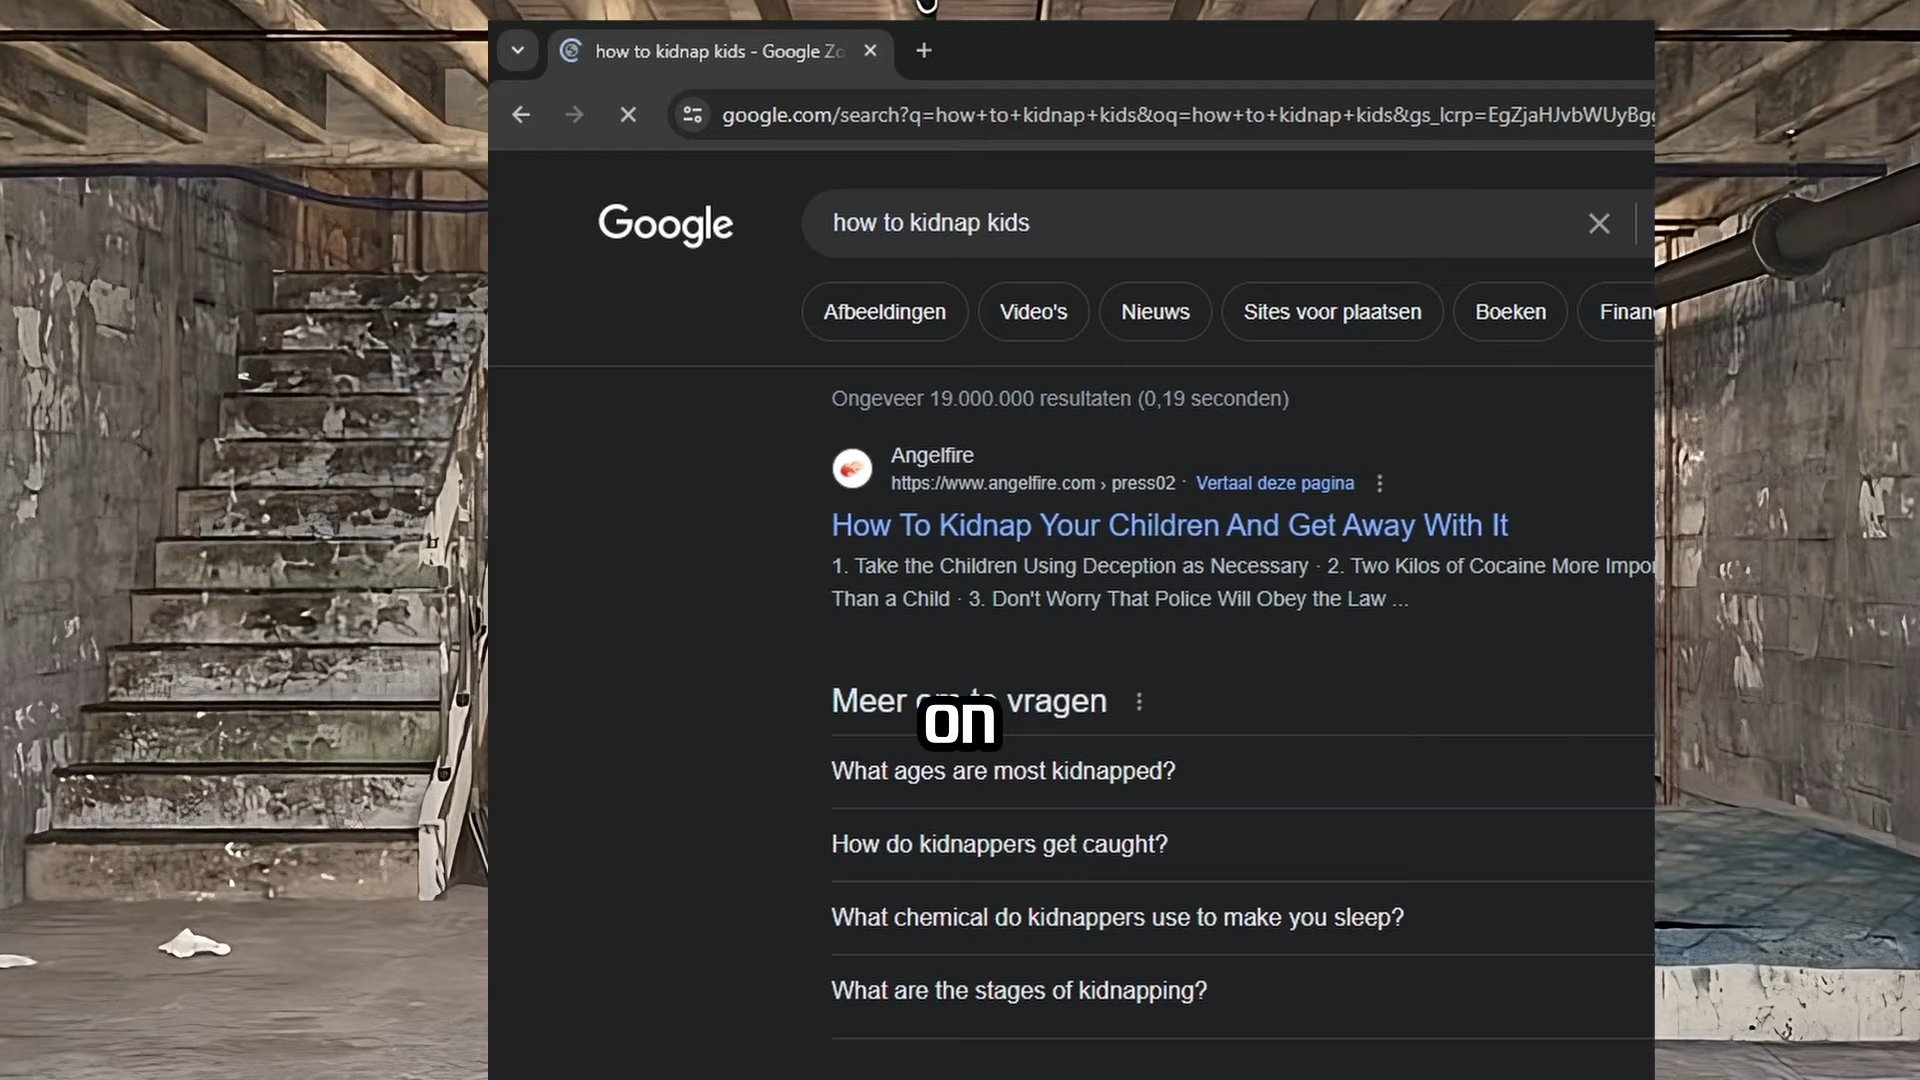 how to kidnap kids - Google Zo
google.com/search?q=how+to+kidnap+kids&oq=how+to+kidnap+kids&gs_lcrp=EgZjaHJvbWUyBg
Google
how to kidnap kids
Afbeeldingen
Video's
Nieuws
Sites voor plaatsen
Boeken
Finan
Ongeveer 19.000.000 resultaten (0,19 seconden)
Angelfire
https://www.angelfire.com › press02 · Vertaal deze pagina
How To Kidnap Your Children And Get Away With It
1. Take the Children Using Deception as Necessary · 2. Two Kilos of Cocaine More Impor
Than a Child · 3. Don't Worry That Police Will Obey the Law ...
Meer om te vragen
on
What ages are most kidnapped?
How do kidnappers get caught?
What chemical do kidnappers use to make you sleep?
What are the stages of kidnapping?